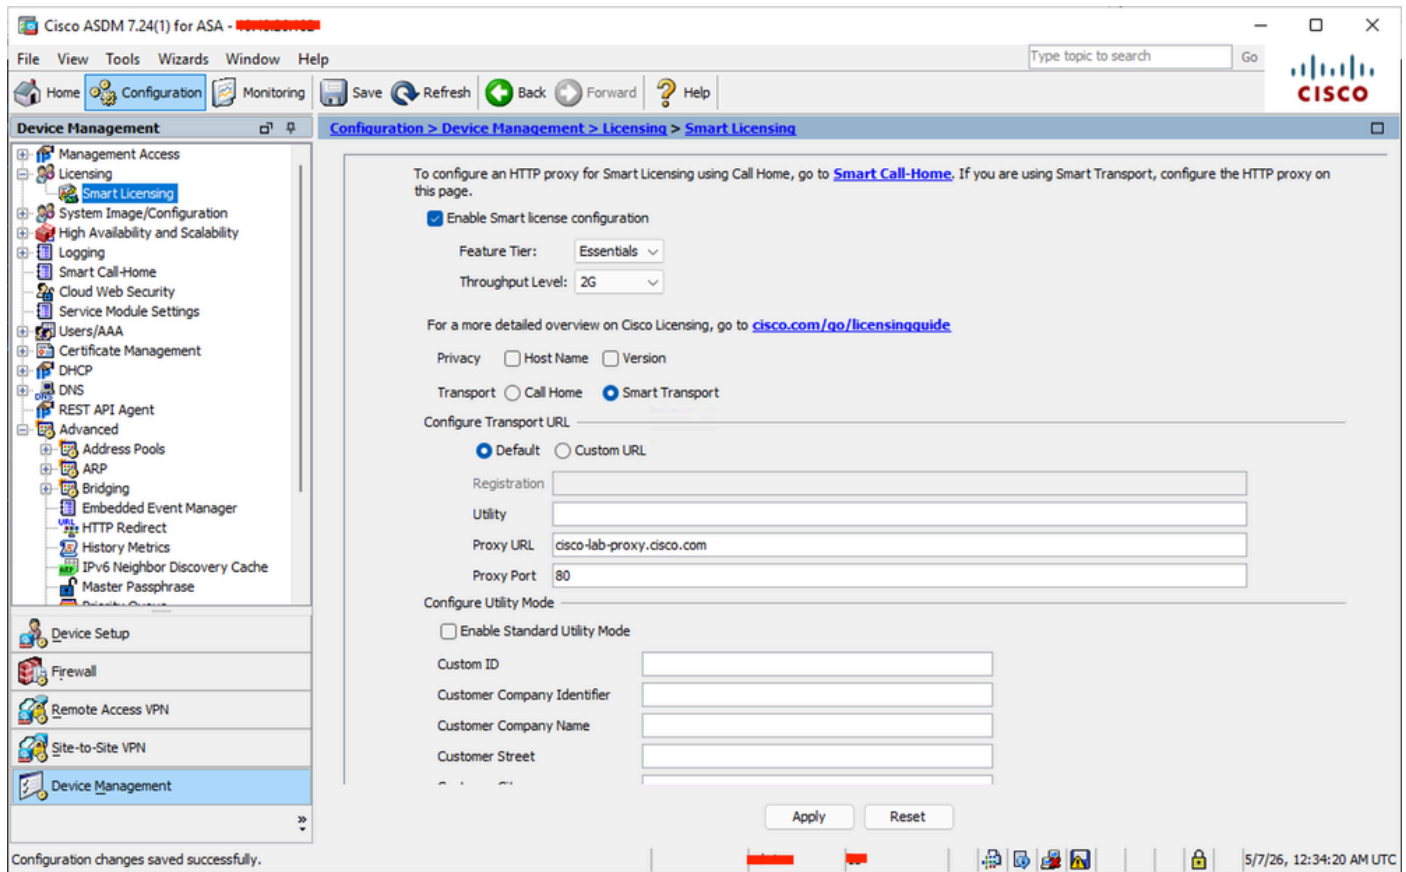 Cisco ASDM 7.24(1) for ASA -
File View Tools Wizards Window Help
Type topic to search Go
Home Configuration Monitoring Save Refresh Back Forward Help
CISCO
Device Management
Configuration > Device Management > Licensing > Smart Licensing
Management Access
Licensing
Smart Licensing
System Image/Configuration
High Availability and Scalability
Logging
Smart Call-Home
Cloud Web Security
Service Module Settings
Users/AAA
Certificate Management
DHCP
DNS
REST API Agent
Advanced
Address Pools
ARP
Bridging
Embedded Event Manager
HTTP Redirect
History Metrics
IPv6 Neighbor Discovery Cache
Master Passphrase
Device Setup
Firewall
Remote Access VPN
Site-to-Site VPN
Device Management
To configure an HTTP proxy for Smart Licensing using Call Home, go to Smart Call-Home. If you are using Smart Transport, configure the HTTP proxy on
this page.
Enable Smart license configuration
Feature Tier: Essentials
Throughput Level: 2G
For a more detailed overview on Cisco Licensing, go to cisco.com/go/licensingguide
Privacy Host Name Version
Transport Call Home Smart Transport
Configure Transport URL
Default Custom URL
Registration
Utility
Proxy URL cisco-lab-proxy.cisco.com
Proxy Port 80
Configure Utility Mode
Enable Standard Utility Mode
Custom ID
Customer Company Identifier
Customer Company Name
Customer Street
Apply Reset
Configuration changes saved successfully.
5/7/26, 12:34:20 AM UTC